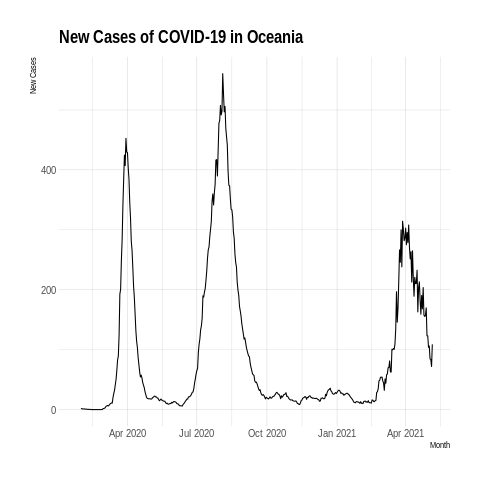 New Cases of COVID-19 in Oceania
New Cases
400
200
0
Apr 2020 Jul 2020 Oct 2020 Jan 2021 Apr 2021
Month